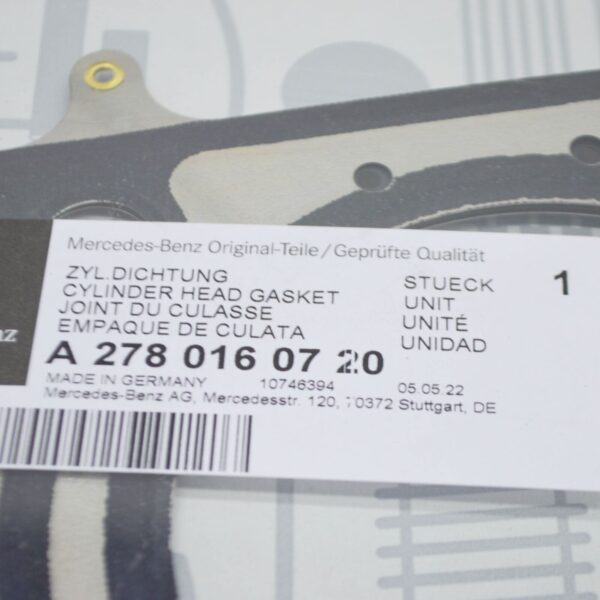 Mercedes-Benz Original-Teile/Geprüfte Qualität
ZYL.DICHTUNG STUECK 1
CYLINDER HEAD GASKET UNIT
JOINT DU CULASSE UNITÉ
EMPAQUE DE CULATA UNIDAD
A 278 016 07 20
MADE IN GERMANY 10746394 05.05.22
Mercedes-Benz AG, Mercedesstr. 120, 70372 Stuttgart, DE